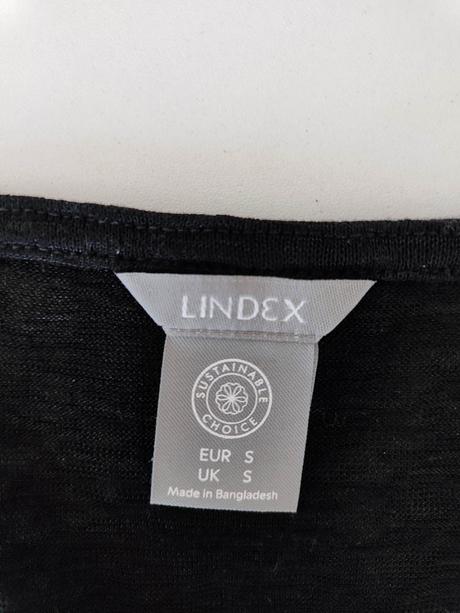 LINDEX
SUSTAINABLE
CHOICE
EUR S
UK S
Made in Bangladesh